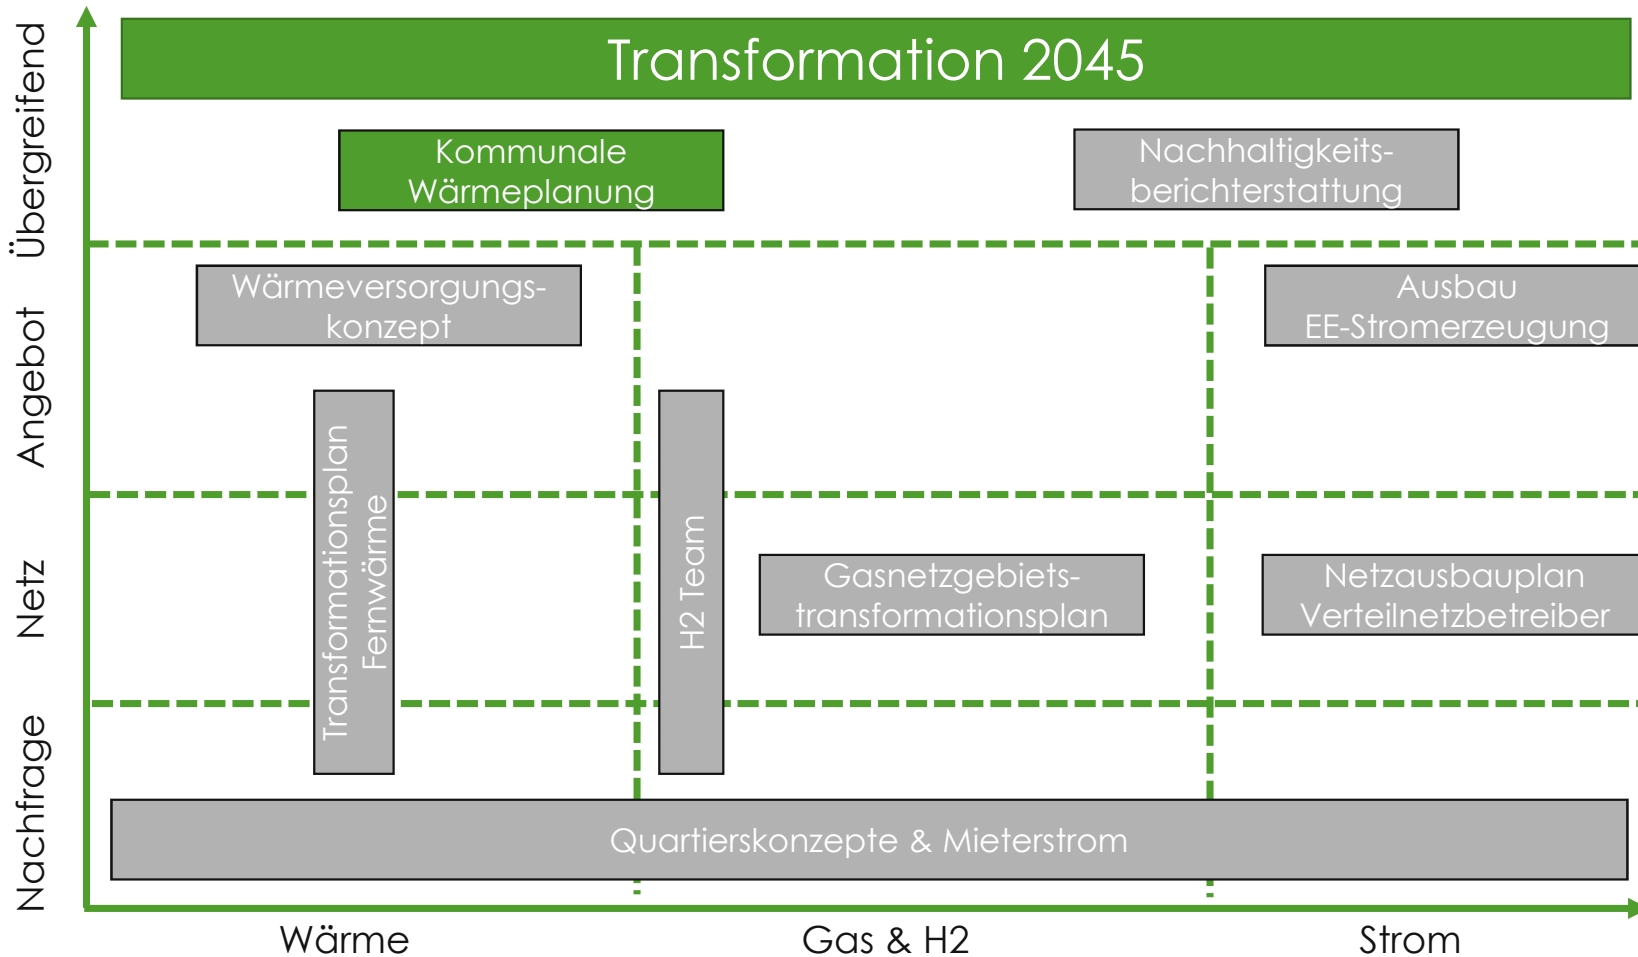 Übergreifend
Transformation 2045
Kommunale
Wärmeplanung
Nachhaltigkeits-
berichterstattung
Angebot
Wärmeversorgungs-
konzept
Ausbau
EE-Stromerzeugung
Transformationsplan
Fernwärme
H2 Team
Netz
Gasnetzgebiets-
transformationsplan
Netzausbauplan
Verteilnetzbetreiber
Nachfrage
Quartierskonzepte & Mieterstrom
Wärme
Gas & H2
Strom